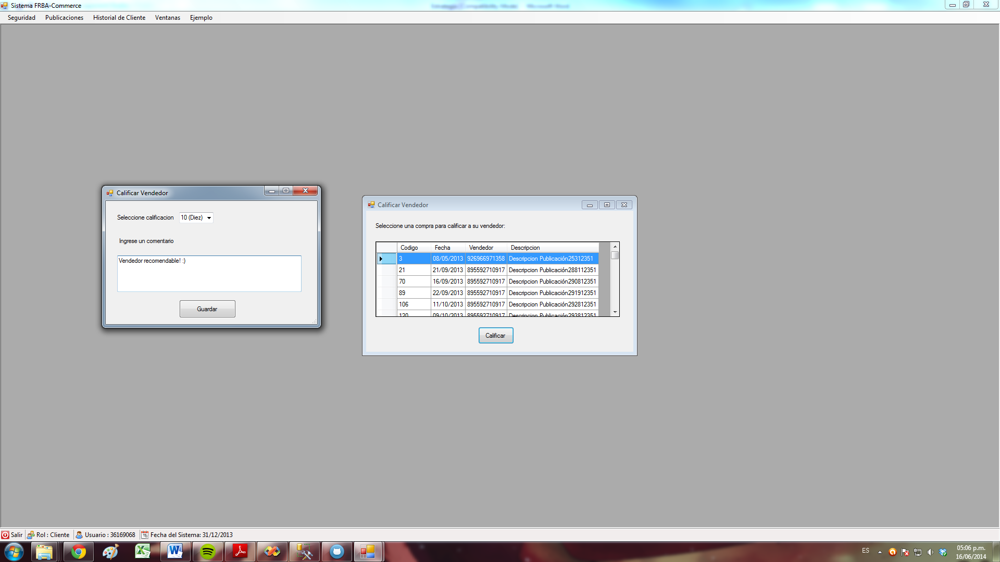 Sistema FRBA-Commerce
Seguridad Publicaciones Historial de Cliente Ventanas Ejemplo
Calificar Vendedor
Seleccione calificacion 10 (Diez)
Ingrese un comentario
Vendedor recomendable! :)
Guardar
Calificar Vendedor
Seleccione una compra para calificar a su vendedor:
Codigo Fecha Vendedor Descripcion
3 08/05/2013 926966971358 Descripcion Publicación25312351
21 21/09/2013 895592710917 Descripcion Publicación288112351
70 16/09/2013 895592710917 Descripcion Publicación290812351
89 22/09/2013 895592710917 Descripcion Publicación291912351
106 11/10/2013 895592710917 Descripcion Publicación292812351
120 09/10/2013 895592710917 Descripcion Publicación293812351
Calificar
Salir Rol : Cliente Usuario : 36169068 Fecha del Sistema: 31/12/2013
ES 05:06 p.m.
16/06/2014